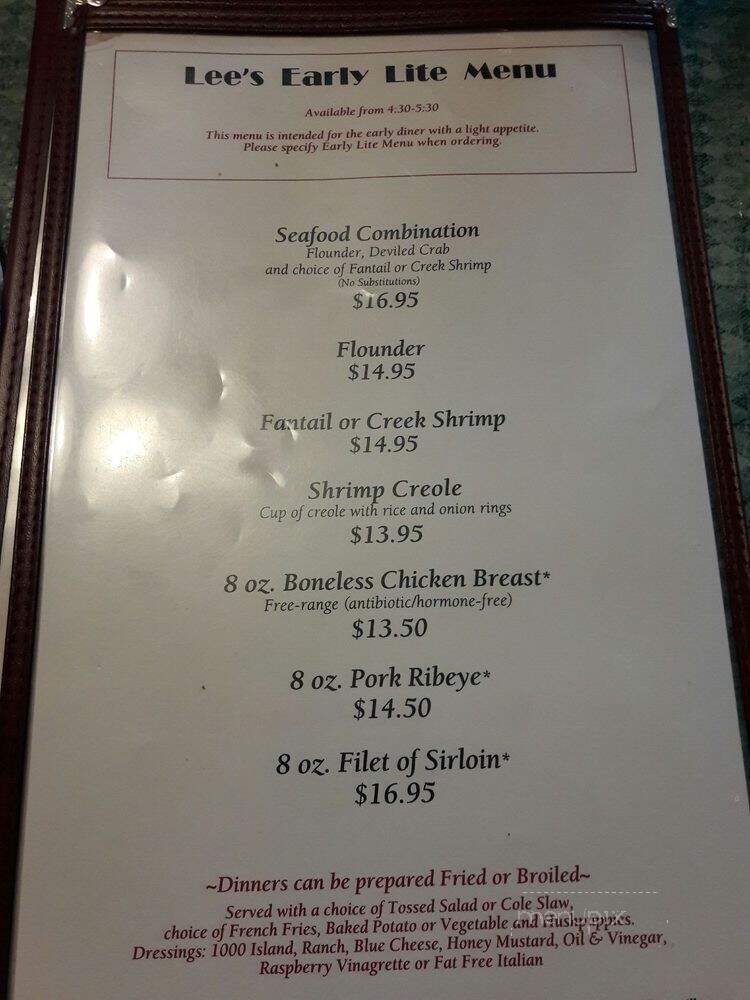 Lee's Early Lite Menu
Available from 4:30-5:30
This menu is intended for the early diner with a light appetite.
Please specify Early Lite Menu when ordering.
Seafood Combination
Flounder, Deviled Crab
and choice of Fantail or Creek Shrimp
(No Substitutions)
$16.95
Flounder
$14.95
Fantail or Creek Shrimp
$14.95
Shrimp Creole
Cup of creole with rice and onion rings
$13.95
8 oz. Boneless Chicken Breast*
Free-range (antibiotic/hormone-free)
$13.50
8 oz. Pork Ribeye*
$14.50
8 oz. Filet of Sirloin*
$16.95
~Dinners can be prepared Fried or Broiled~
Served with a choice of Tossed Salad or Cole Slaw,
choice of French Fries, Baked Potato or Vegetable and Hushpuppies.
Dressings: 1000 Island, Ranch, Blue Cheese, Honey Mustard, Oil & Vinegar,
Raspberry Vinagrette or Fat Free Italian